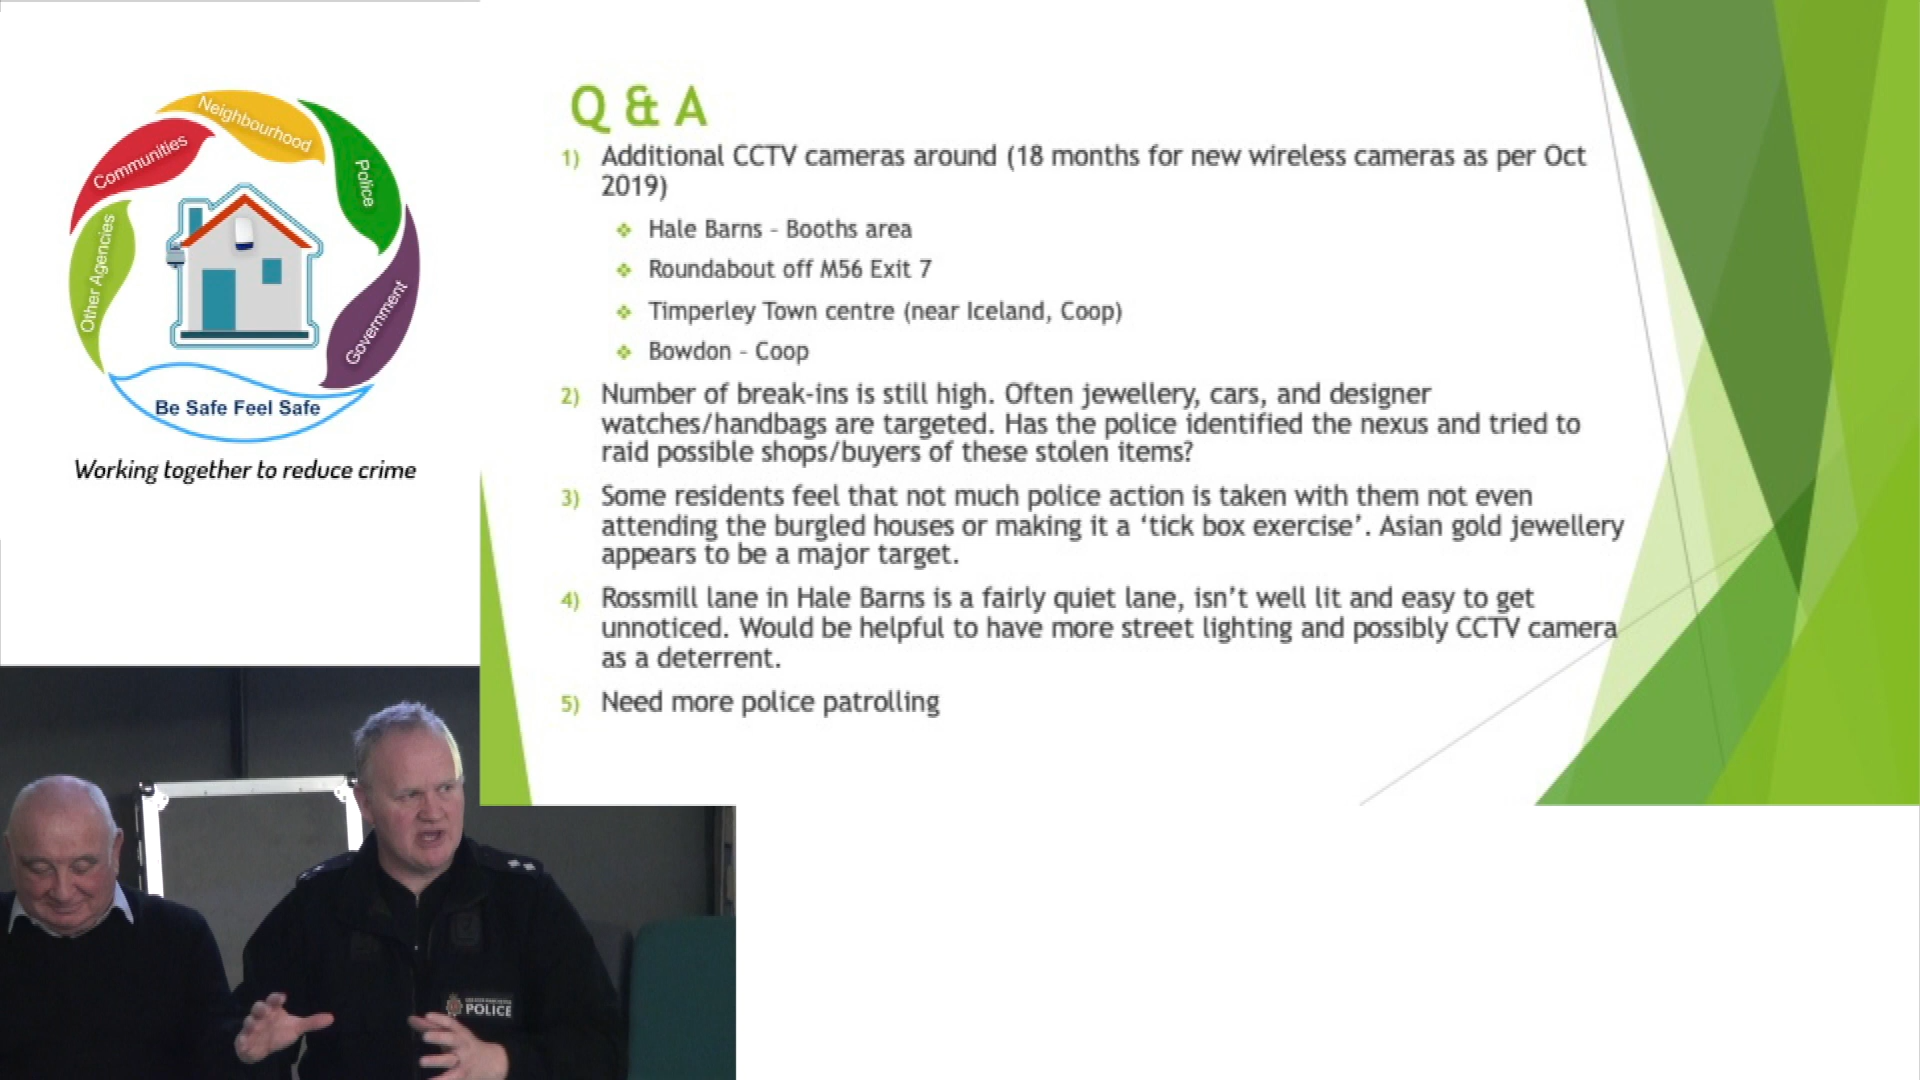 Neighbourhood
Communities
Police
Other Agencies
Government
Be Safe Feel Safe
Working together to reduce crime
Q & A
1) Additional CCTV cameras around (18 months for new wireless cameras as per Oct
2019)
❖ Hale Barns - Booths area
❖ Roundabout off M56 Exit 7
❖ Timperley Town centre (near Iceland, Coop)
❖ Bowdon - Coop
2) Number of break-ins is still high. Often jewellery, cars, and designer
watches/handbags are targeted. Has the police identified the nexus and tried to
raid possible shops/buyers of these stolen items?
3) Some residents feel that not much police action is taken with them not even
attending the burgled houses or making it a ‘tick box exercise’. Asian gold jewellery
appears to be a major target.
4) Rossmill lane in Hale Barns is a fairly quiet lane, isn’t well lit and easy to get
unnoticed. Would be helpful to have more street lighting and possibly CCTV camera
as a deterrent.
5) Need more police patrolling
POLICE